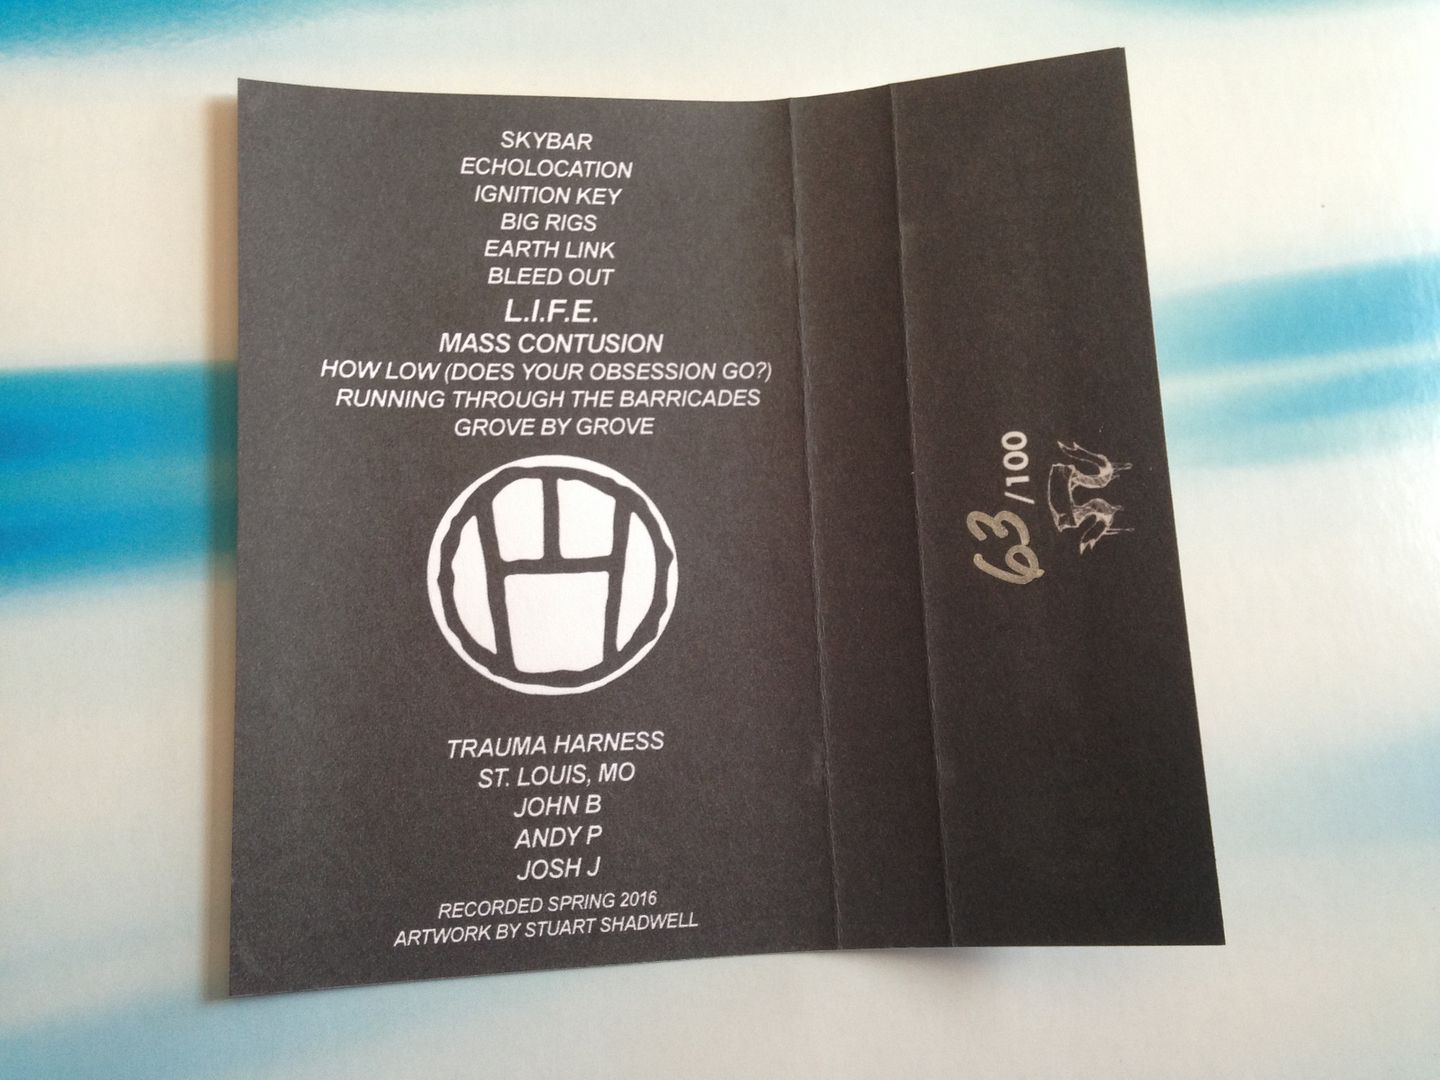 SKYBAR
ECHOLOCATION
IGNITION KEY
BIG RIGS
EARTH LINK
BLEED OUT
L.I.F.E.
MASS CONTUSION
HOW LOW (DOES YOUR OBSESSION GO?)
RUNNING THROUGH THE BARRICADES
GROVE BY GROVE
TRAUMA HARNESS
ST. LOUIS, MO
JOHN B
ANDY P
JOSH J
RECORDED SPRING 2016
ARTWORK BY STUART SHADWELL
63/100